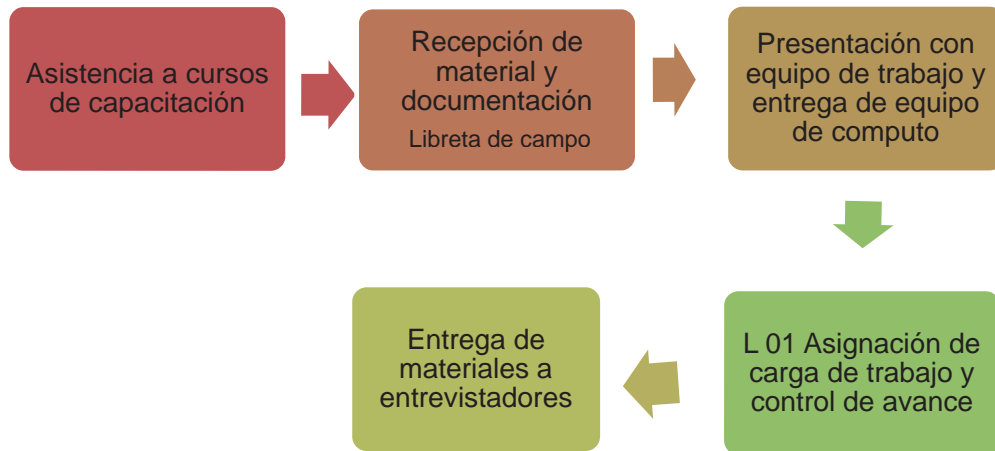 Asistencia a cursos
de capacitación
Recepción de
material y
documentación
Libreta de campo
Presentación con
equipo de trabajo y
entrega de equipo
de computo
L 01 Asignación de
carga de trabajo y
control de avance
Entrega de
materiales a
entrevistadores